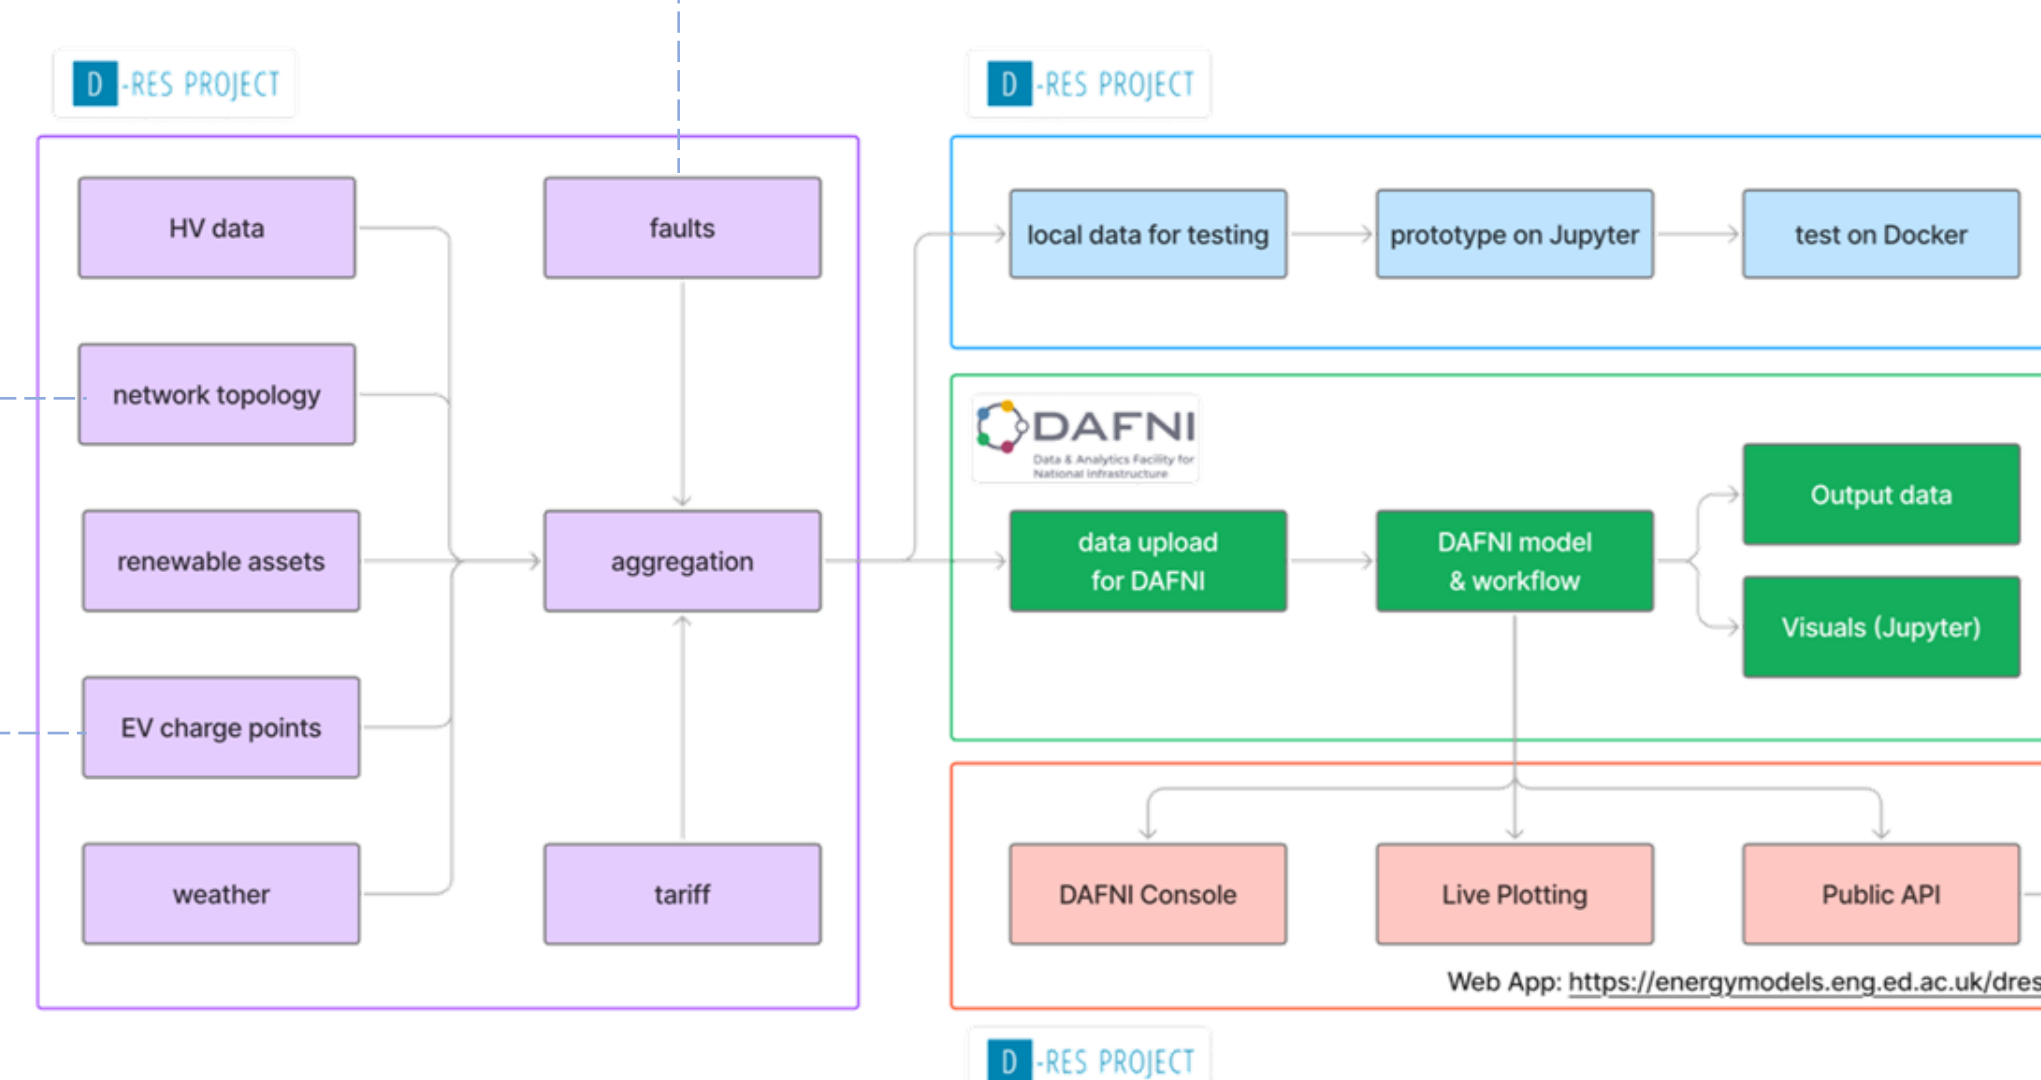 D-RES PROJECT
HV data
network topology
renewable assets
EV charge points
weather
faults
aggregation
tariff
D-RES PROJECT
local data for testing
prototype on Jupyter
test on Docker
DAFNI
Data & Analytics Facility for
National Infrastructure
data upload
for DAFNI
DAFNI model
& workflow
Output data
Visuals (Jupyter)
DAFNI Console
Live Plotting
Public API
Web App: https://energymodels.eng.ed.ac.uk/dres
D-RES PROJECT